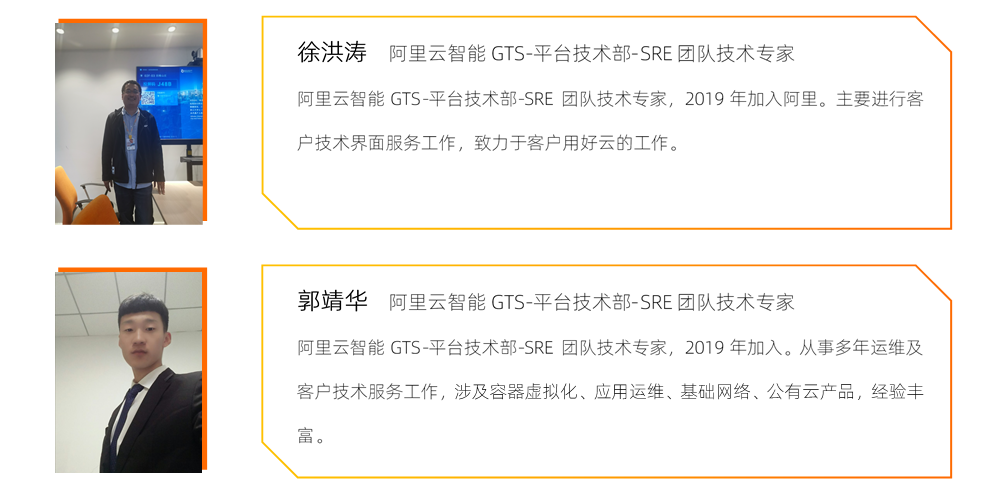 徐洪涛 阿里云智能 GTS-平台技术部-SRE 团队技术专家
阿里云智能 GTS-平台技术部-SRE 团队技术专家，2019 年加入阿里。主要进行客
户技术界面服务工作，致力于客户用好云的工作。
郭靖华 阿里云智能 GTS-平台技术部-SRE 团队技术专家
阿里云智能 GTS-平台技术部-SRE 团队技术专家，2019 年加入。从事多年运维及
客户技术服务工作，涉及容器虚拟化、应用运维、基础网络、公有云产品，经验丰
富。